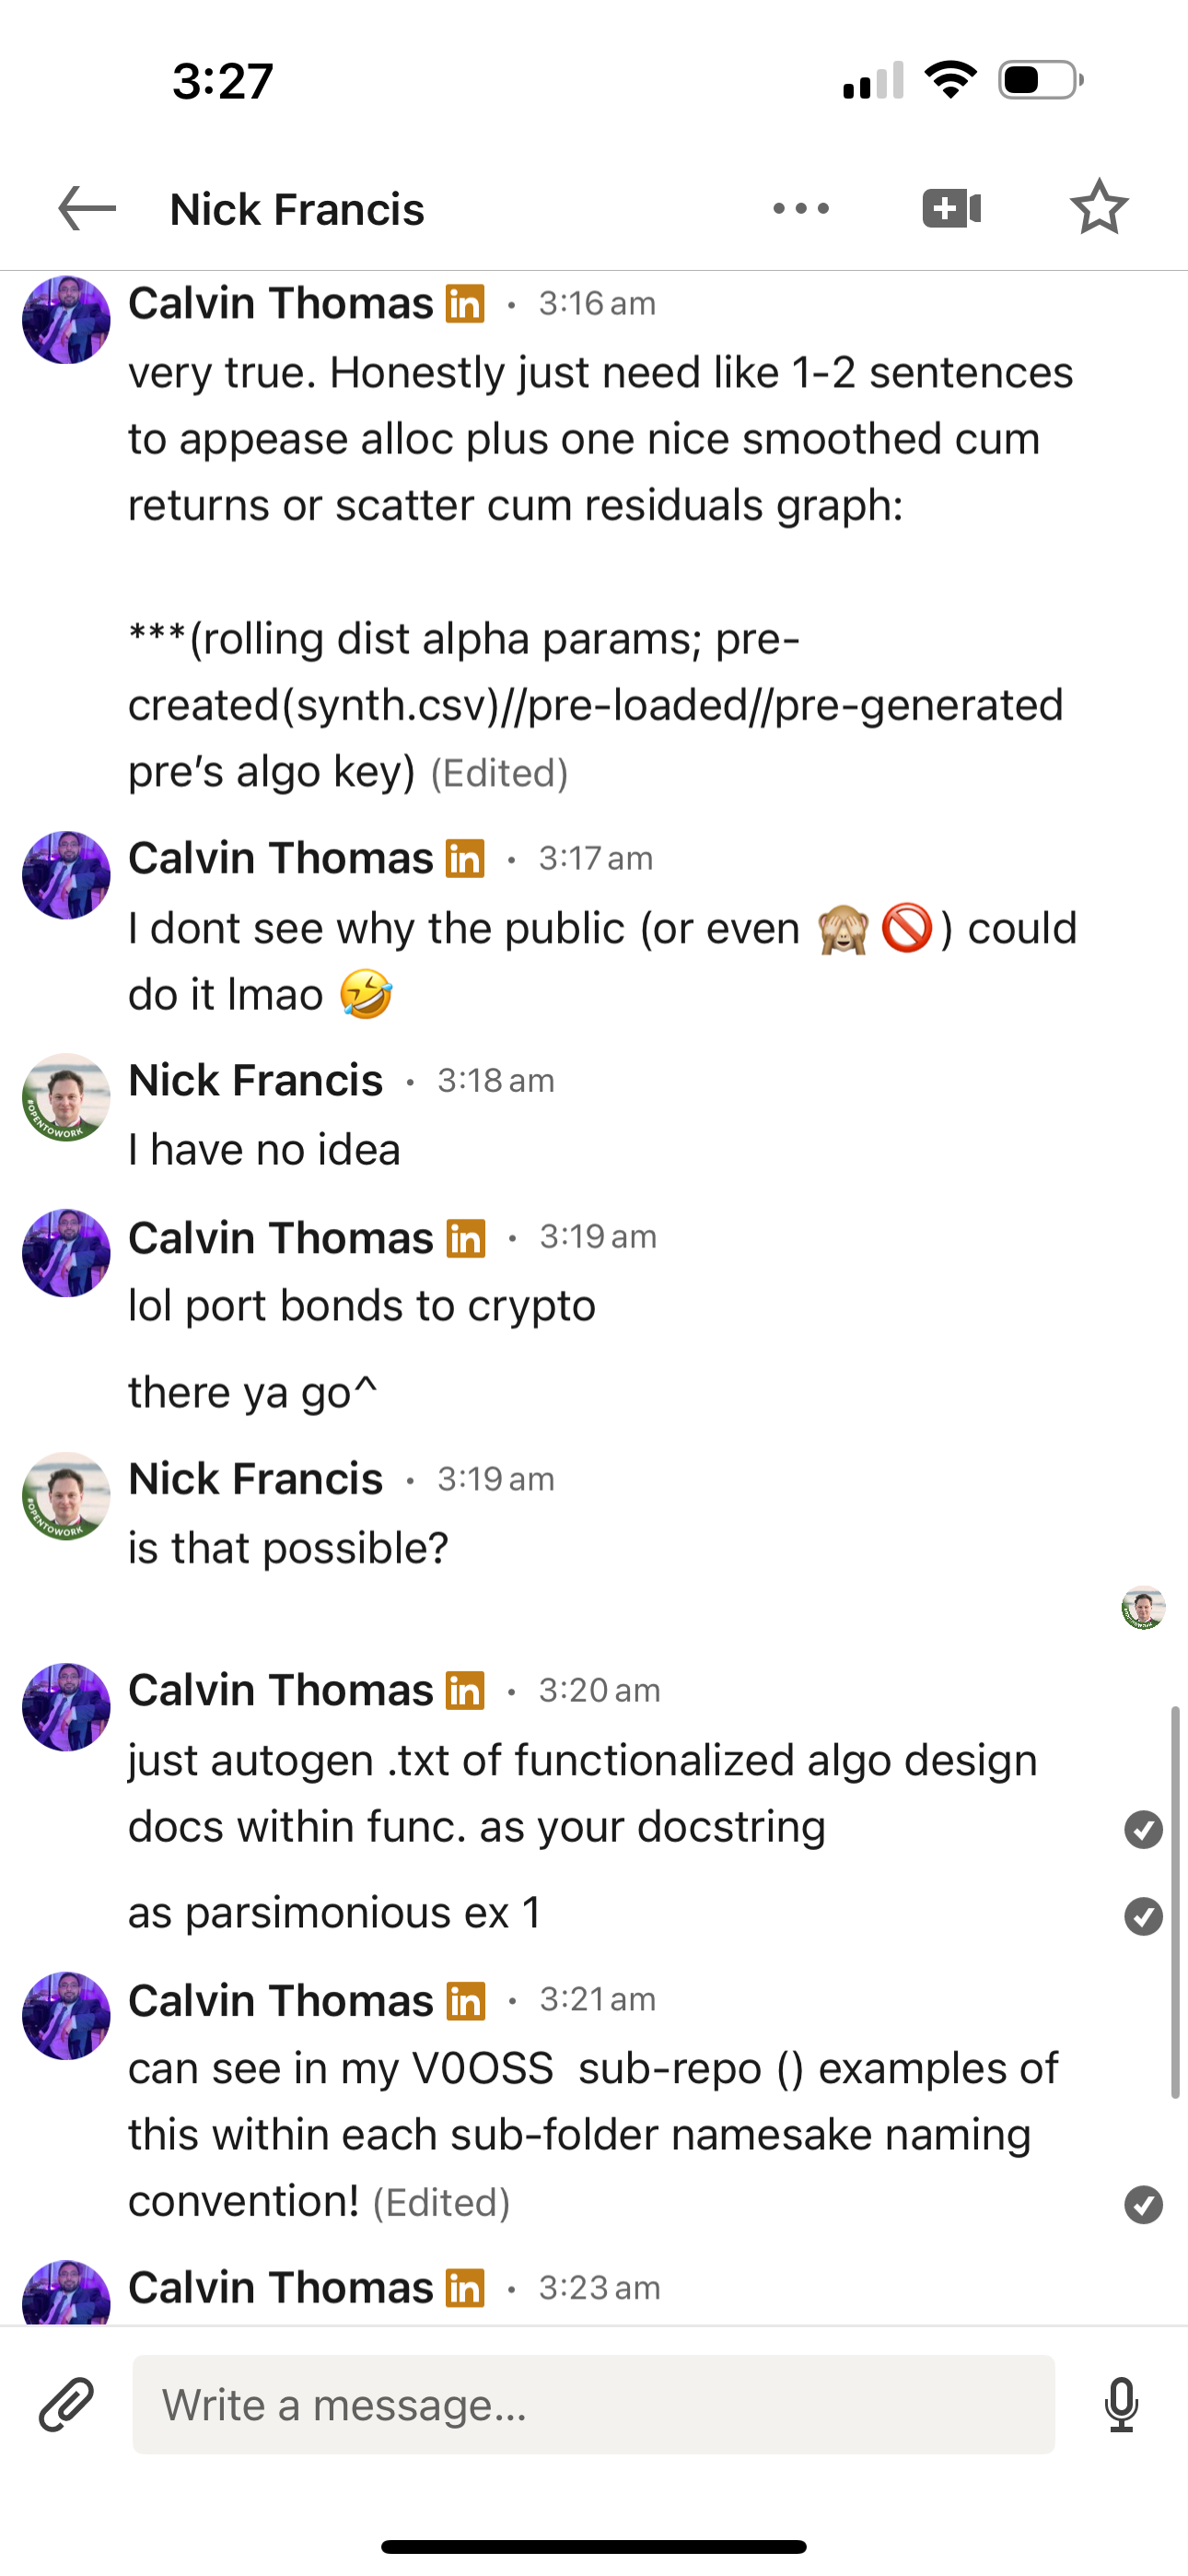 3:27
Nick Francis
Calvin Thomas in • 3:16 am
very true. Honestly just need like 1-2 sentences
to appease alloc plus one nice smoothed cum
returns or scatter cum residuals graph:
***(rolling dist alpha params; pre-
created(synth.csv)//pre-loaded//pre-generated
pre’s algo key) (Edited)
Calvin Thomas in • 3:17 am
I dont see why the public (or even 🙈🚫) could
do it lmao 🤣
Nick Francis • 3:18 am
#OPENTOWORK
I have no idea
Calvin Thomas in • 3:19 am
lol port bonds to crypto
there ya go^
Nick Francis • 3:19 am
#OPENTOWORK
is that possible?
Calvin Thomas in • 3:20 am
just autogen .txt of functionalized algo design
docs within func. as your docstring
as parsimonious ex 1
Calvin Thomas in • 3:21 am
can see in my V0OSS  sub-repo () examples of
this within each sub-folder namesake naming
convention! (Edited)
Calvin Thomas in • 3:23 am
Write a message...